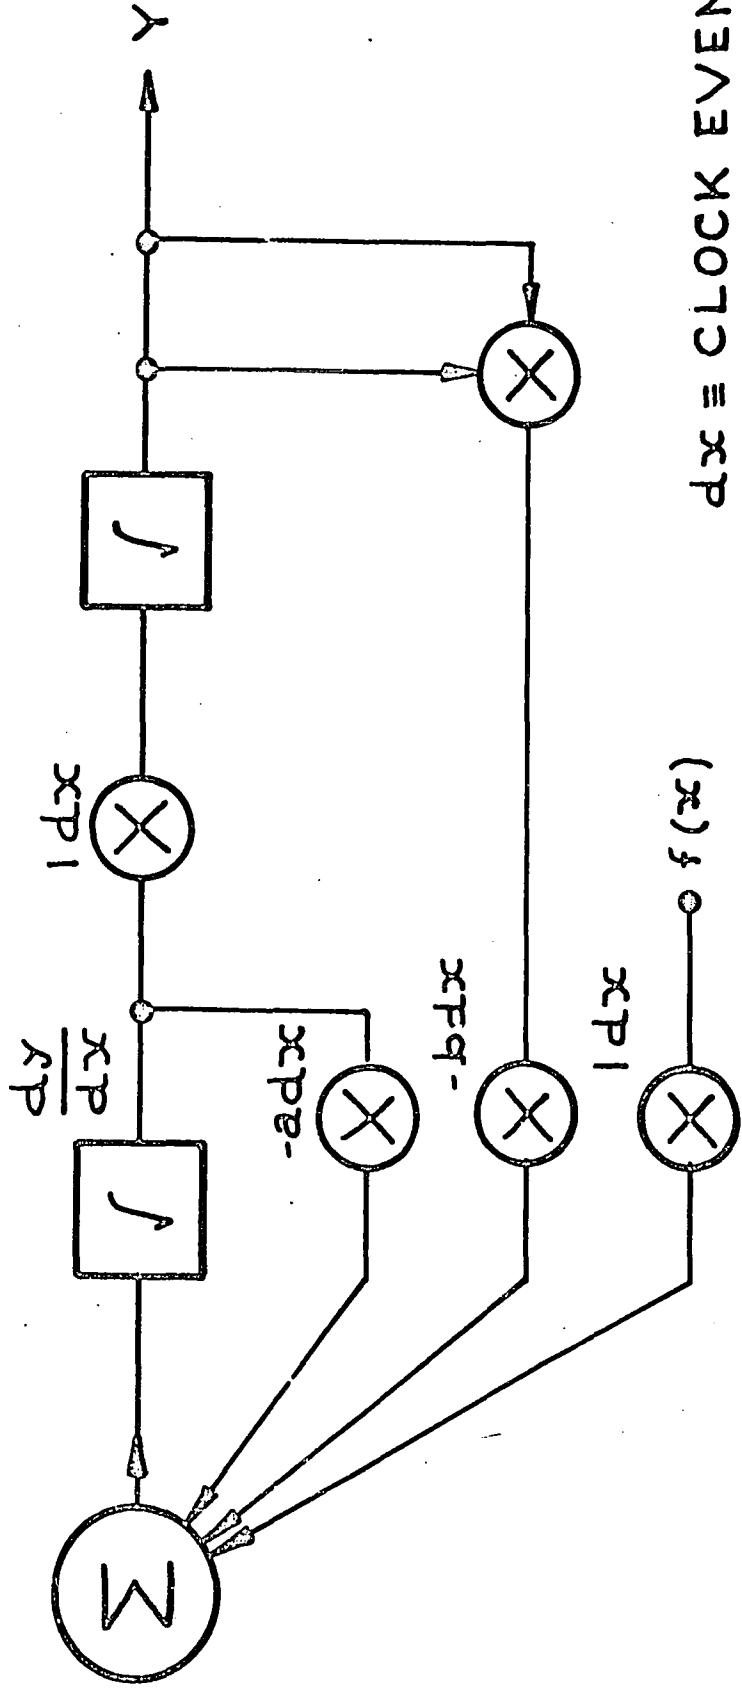 Σ
∫
dy/dx
1dx
∫
Y
-adx
-bdx
1dx
f(x)
dx ≡ CLOCK EVEN